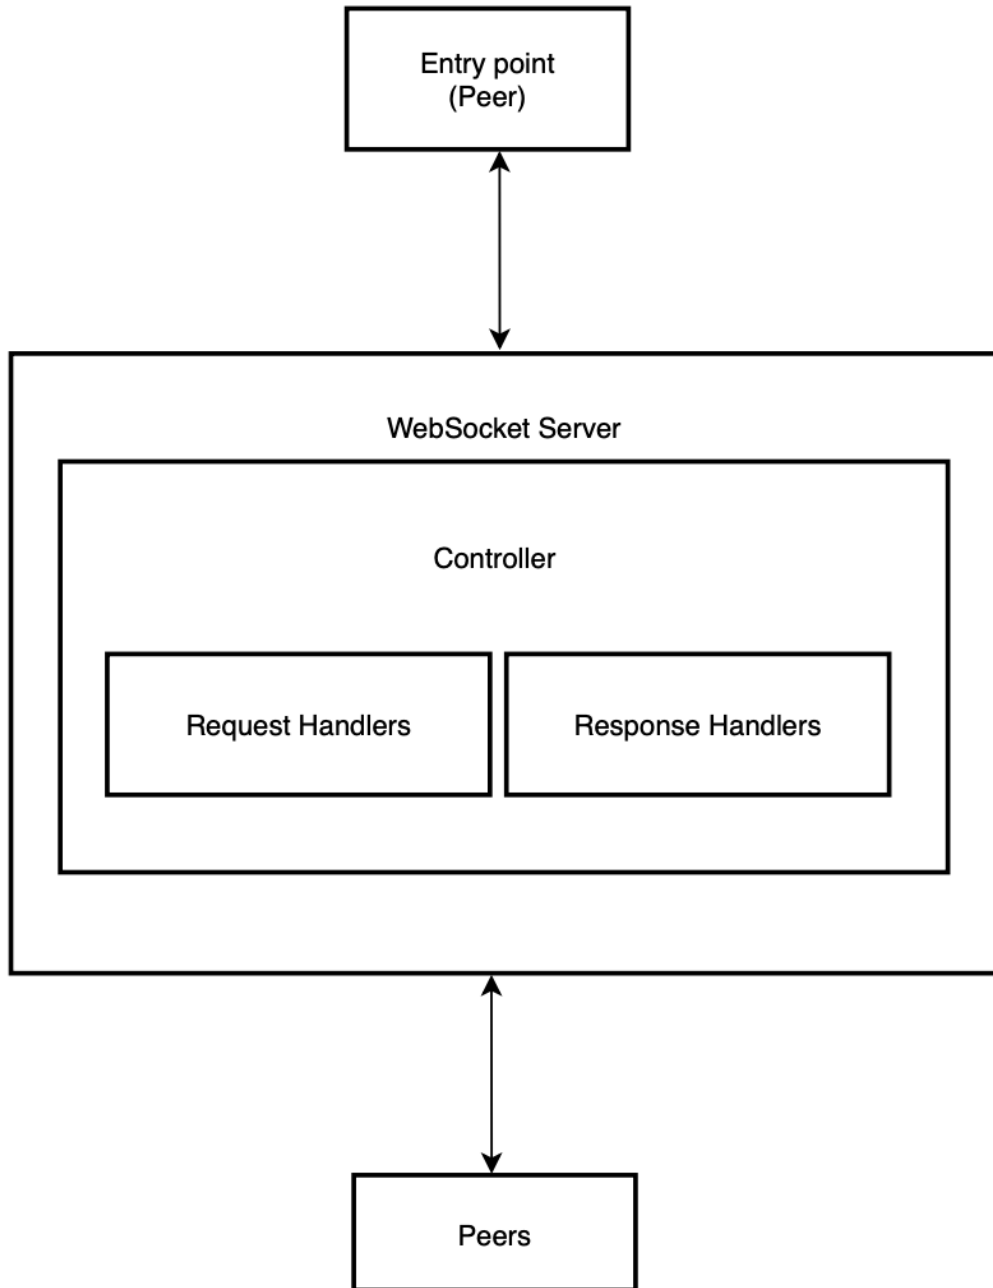 Entry point
(Peer)
WebSocket Server
Controller
Request Handlers
Response Handlers
Peers